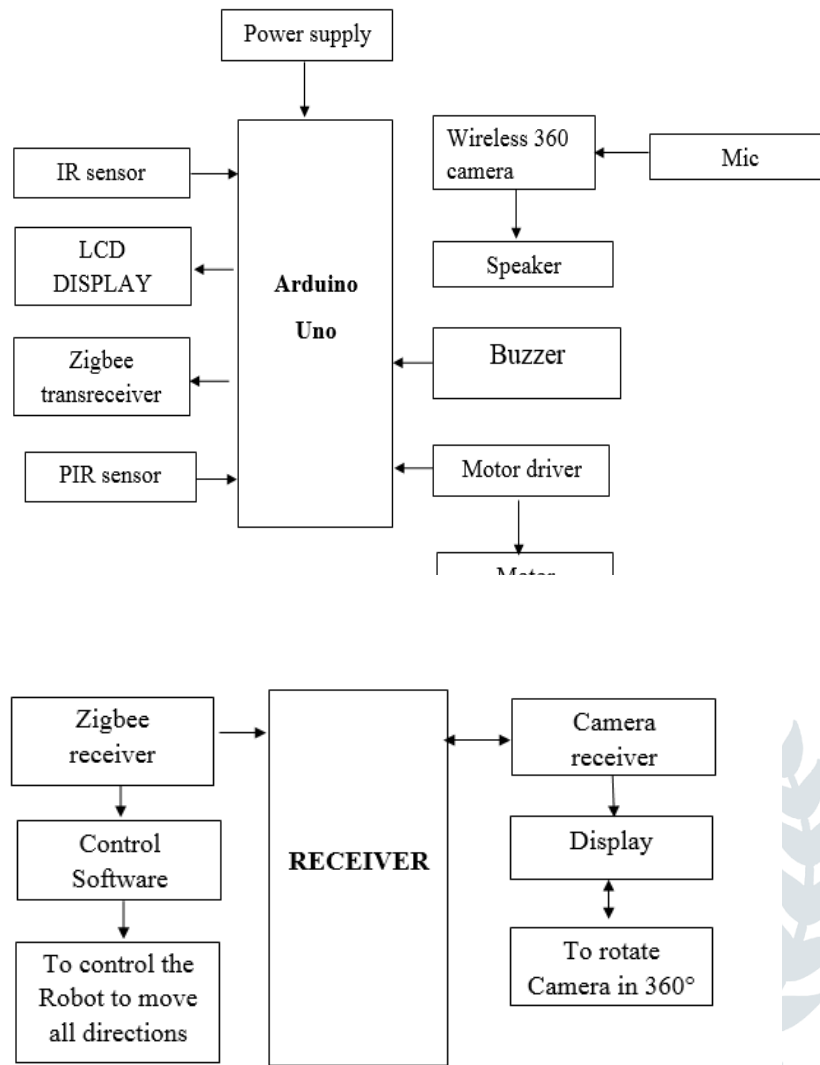 Power supply
IR sensor
LCD
DISPLAY
Zigbee
transreceiver
PIR sensor
Arduino
Uno
Wireless 360
camera
Mic
Speaker
Buzzer
Motor driver
Motor
Zigbee
receiver
Control
Software
To control the
Robot to move
all directions
RECEIVER
Camera
receiver
Display
To rotate
Camera in 360°